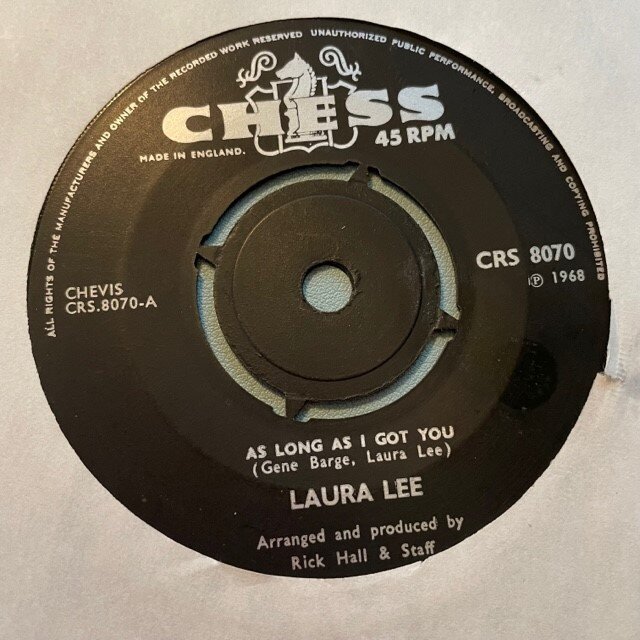 ALL RIGHTS OF THE MANUFACTURERS AND OWNER OF THE RECORDED WORK RESERVED UNAUTHORIZED PUBLIC PERFORMANCE, BROADCASTING AND COPYING PROHIBITED
CHESS
45 RPM
MADE IN ENGLAND.
CRS 8070
℗ 1968
CHEVIS
CRS.8070-A
AS LONG AS I GOT YOU
(Gene Barge, Laura Lee)
LAURA LEE
Arranged and produced by
Rick Hall & Staff